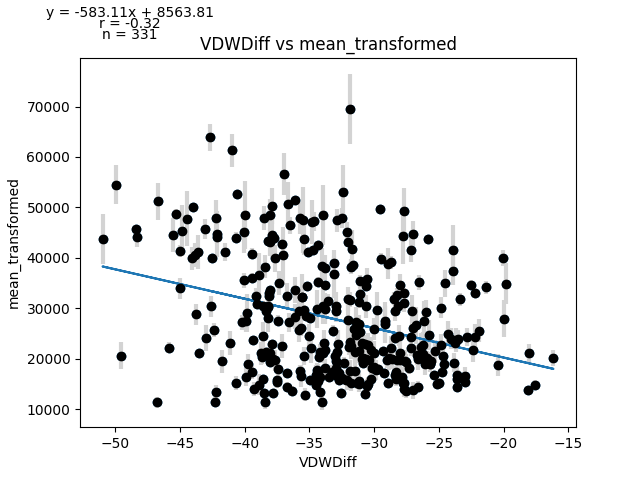 y = -583.11x + 8563.81
r = -0.32
n = 331
VDWDiff vs mean_transformed
mean_transformed
70000
60000
50000
40000
30000
20000
10000
−50 −45 −40 −35 −30 −25 −20 −15
VDWDiff